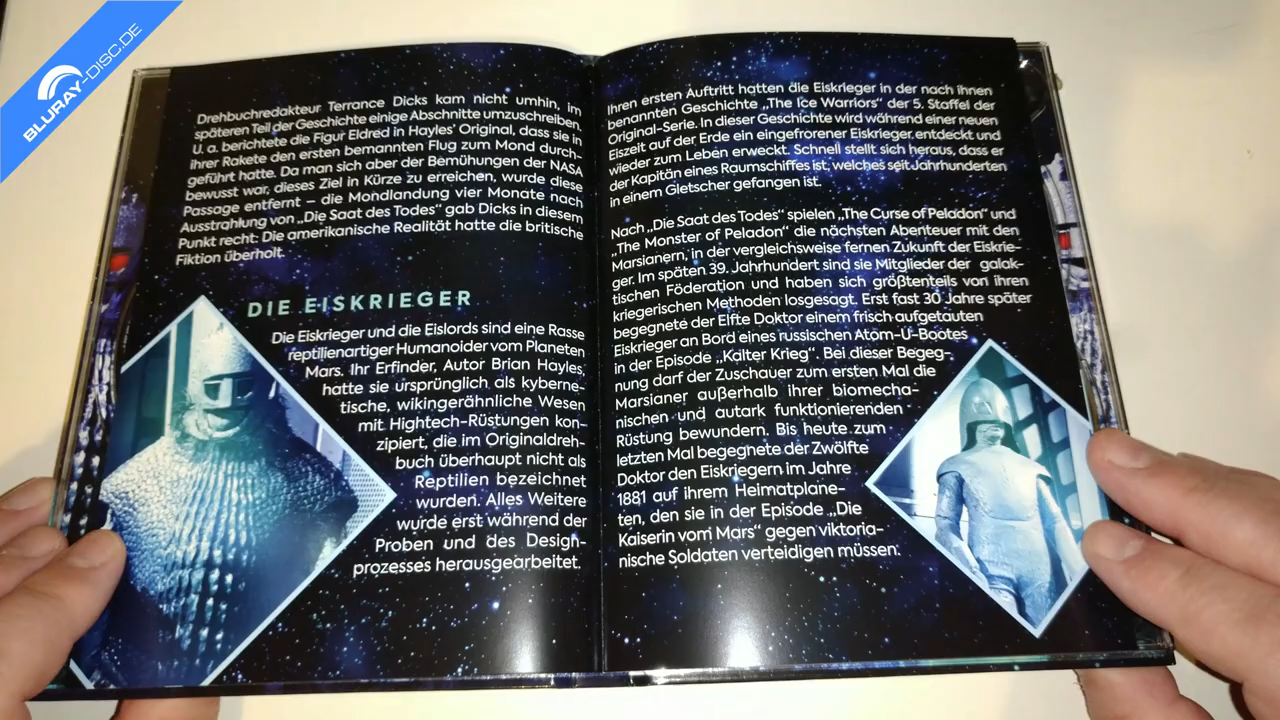 BLURAY-DISC.DE
Drehbuchredakteur Terrance Dicks kam nicht umhin, im
späteren Teil der Geschichte einige Abschnitte umzuschreiben.
U. a. berichtete die Figur Eldred in Hayles' Original, dass sie in
ihrer Rakete den ersten bemannten Flug zum Mond durch-
geführt hatte. Da man sich aber der Bemühungen der NASA
bewusst war, dieses Ziel in Kürze zu erreichen, wurde diese
Passage entfernt – die Mondlandung vier Monate nach
Ausstrahlung von „Die Saat des Todes“ gab Dicks in diesem
Punkt recht: Die amerikanische Realität hatte die britische
Fiktion überholt.
DIE EISKRIEGER
Die Eiskrieger und die Eislords sind eine Rasse
reptilienartiger Humanoider vom Planeten
Mars. Ihr Erfinder, Autor Brian Hayles,
hatte sie ursprünglich als kyberne-
tische, wikingerähnliche Wesen
mit Hightech-Rüstungen kon-
zipiert, die im Originaldreh-
buch überhaupt nicht als
Reptilien bezeichnet
wurden. Alles Weitere
wurde erst während der
Proben und des Design-
prozesses herausgearbeitet.
Ihren ersten Auftritt hatten die Eiskrieger in der nach ihnen
benannten Geschichte „The Ice Warriors“ der 5. Staffel der
Original-Serie. In dieser Geschichte wird während einer neuen
Eiszeit auf der Erde ein eingefrorener Eiskrieger entdeckt und
wieder zum Leben erweckt. Schnell stellt sich heraus, dass er
der Kapitän eines Raumschiffes ist, welches seit Jahrhunderten
in einem Gletscher gefangen ist.
Nach „Die Saat des Todes“ spielen „The Curse of Peladon“ und
„The Monster of Peladon“ die nächsten Abenteuer mit den
Marsianern, in der vergleichsweise fernen Zukunft der Eiskrie-
ger. Im späten 39. Jahrhundert sind sie Mitglieder der galak-
tischen Föderation und haben sich größtenteils von ihren
kriegerischen Methoden losgesagt. Erst fast 30 Jahre später
begegnete der Elfte Doktor einem frisch aufgetauten
Eiskrieger an Bord eines russischen Atom-U-Bootes
in der Episode „Kalter Krieg“. Bei dieser Begeg-
nung darf der Zuschauer zum ersten Mal die
Marsianer außerhalb ihrer biomecha-
nischen und autark funktionierenden
Rüstung bewundern. Bis heute zum
letzten Mal begegnete der Zwölfte
Doktor den Eiskriegern im Jahre
1881 auf ihrem Heimatplane-
ten, den sie in der Episode „Die
Kaiserin vom Mars“ gegen viktoria-
nische Soldaten verteidigen müssen.